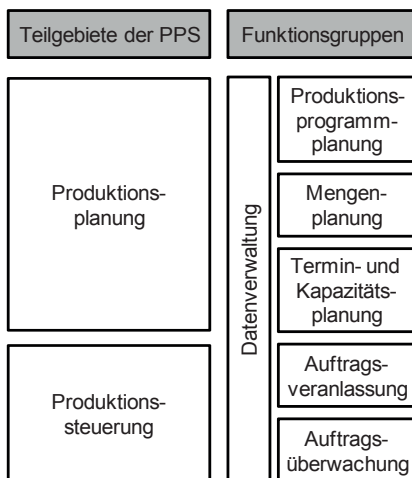 Teilgebiete der PPS
Funktionsgruppen
Produktions-
planung
Produktions-
steuerung
Datenverwaltung
Produktions-
programm-
planung
Mengen-
planung
Termin- und
Kapazitäts-
planung
Auftrags-
veranlassung
Auftrags-
überwachung